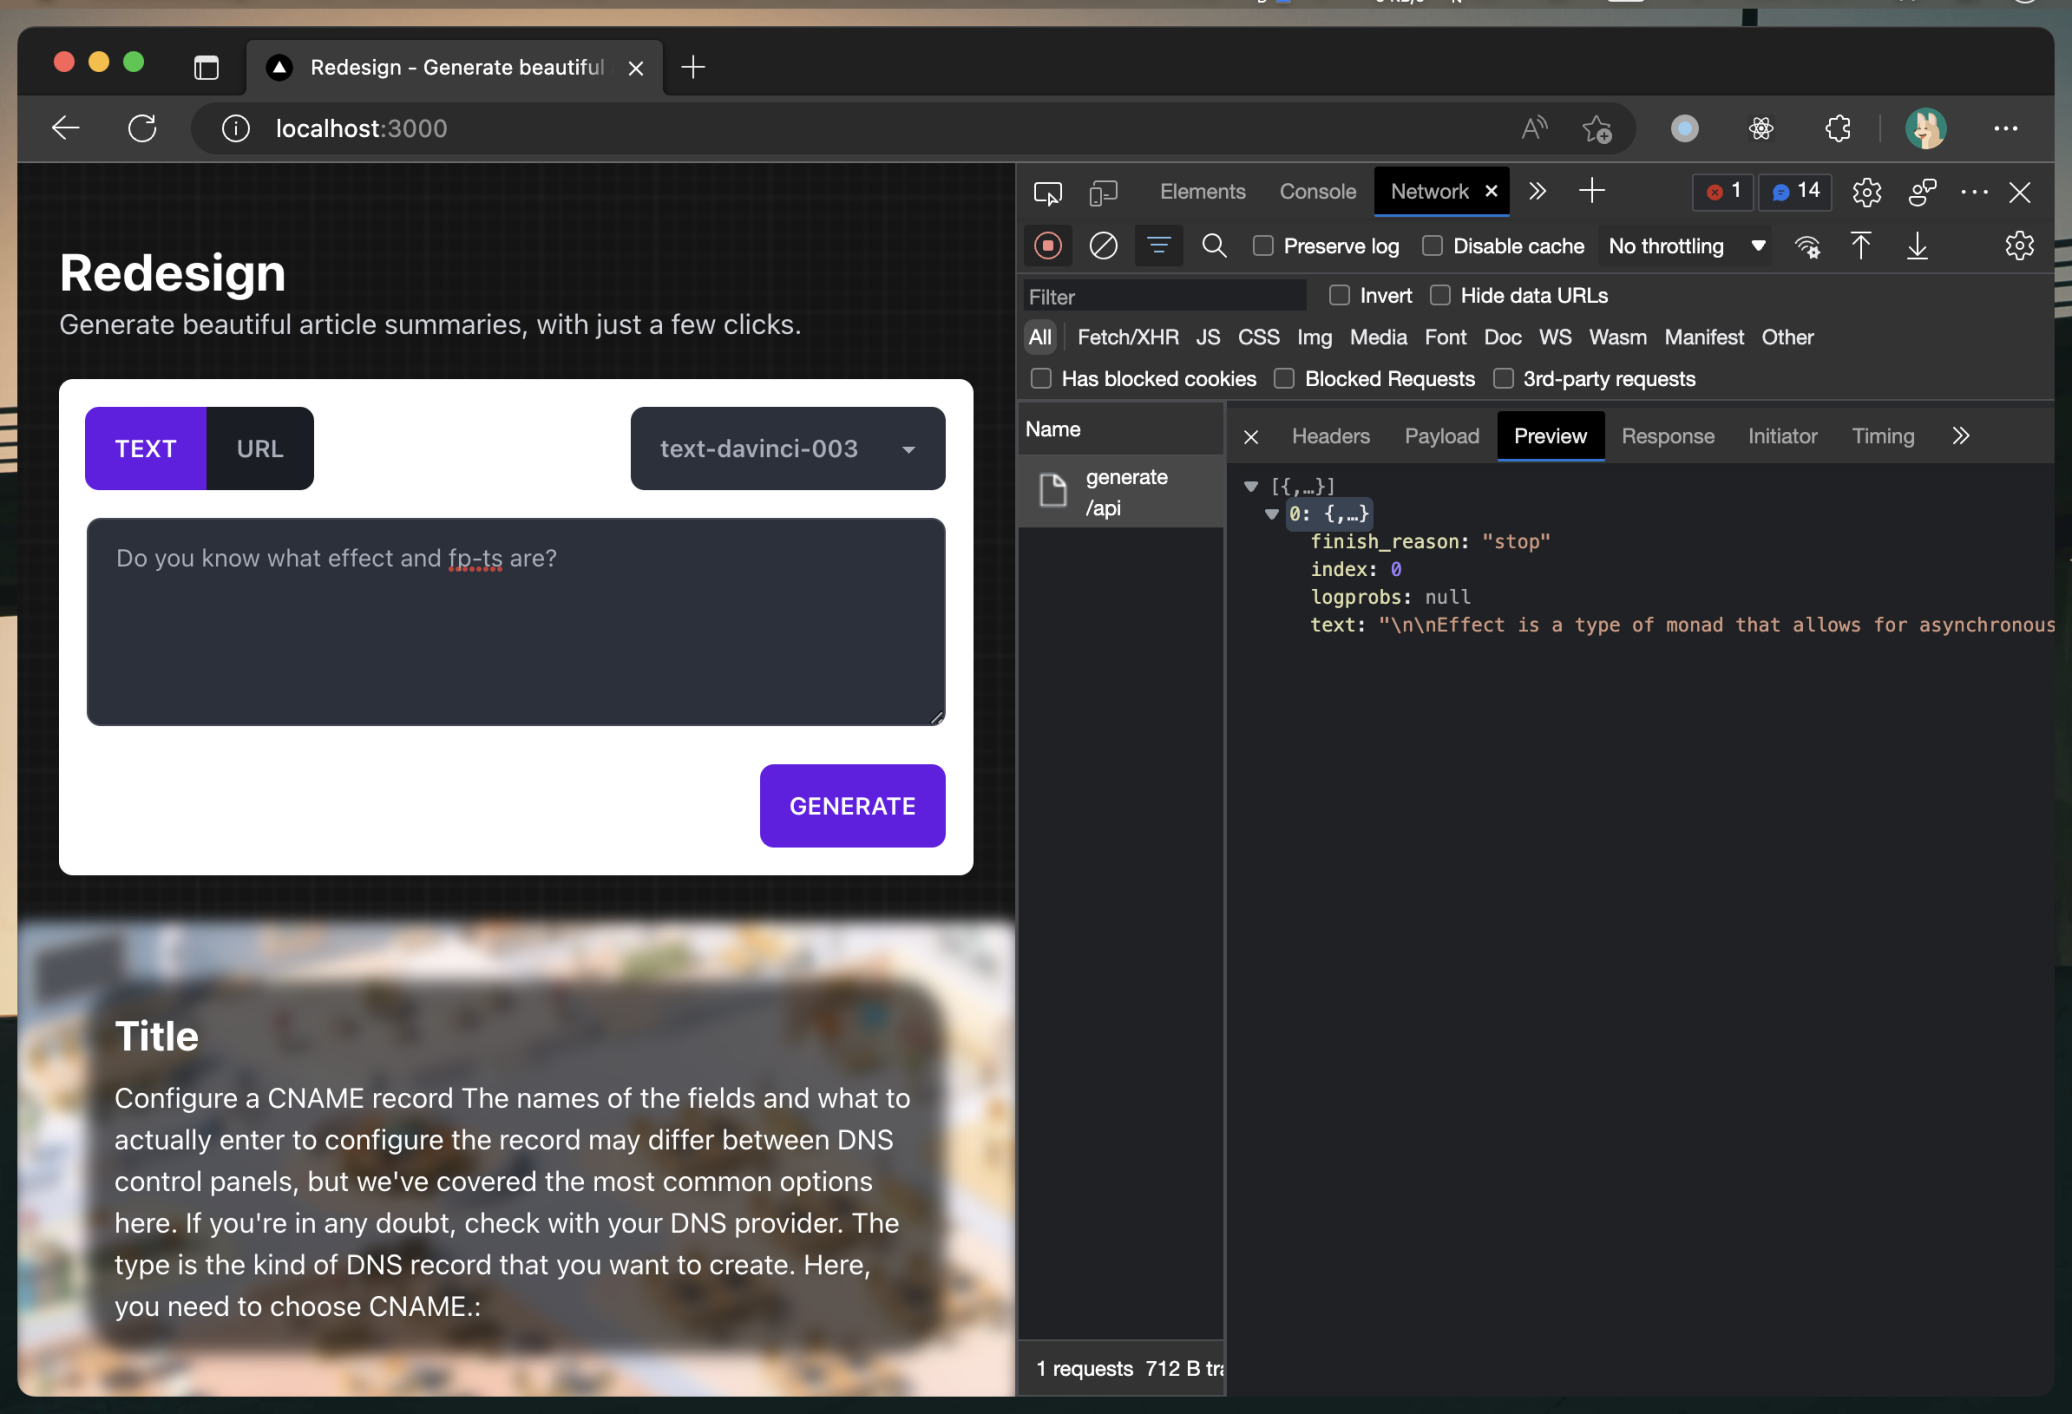 Redesign - Generate beautiful
localhost:3000
Redesign
Generate beautiful article summaries, with just a few clicks.
TEXT
URL
text-davinci-003
Do you know what effect and fp-ts are?
GENERATE
Title
Configure a CNAME record The names of the fields and what to
actually enter to configure the record may differ between DNS
control panels, but we've covered the most common options
here. If you're in any doubt, check with your DNS provider. The
type is the kind of DNS record that you want to create. Here,
you need to choose CNAME.:
Elements
Console
Network
1
14
Preserve log
Disable cache
No throttling
Filter
Invert
Hide data URLs
All
Fetch/XHR
JS
CSS
Img
Media
Font
Doc
WS
Wasm
Manifest
Other
Has blocked cookies
Blocked Requests
3rd-party requests
Name
generate
/api
1 requests
712 B
Headers
Payload
Preview
Response
Initiator
Timing
[{,…}]
0: {,…}
finish_reason: "stop"
index: 0
logprobs: null
text: "\n\nEffect is a type of monad that allows for asynchronous